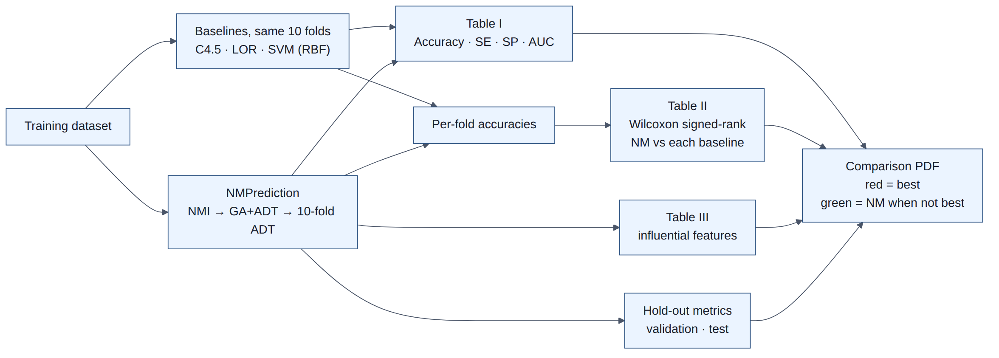 Training dataset
Baselines, same 10 folds
C4.5 · LOR · SVM (RBF)
NMPrediction
NMI → GA+ADT → 10-fold
ADT
Table I
Accuracy · SE · SP · AUC
Per-fold accuracies
Table II
Wilcoxon signed-rank
NM vs each baseline
Table III
influential features
Hold-out metrics
validation · test
Comparison PDF
red = best
green = NM when not best